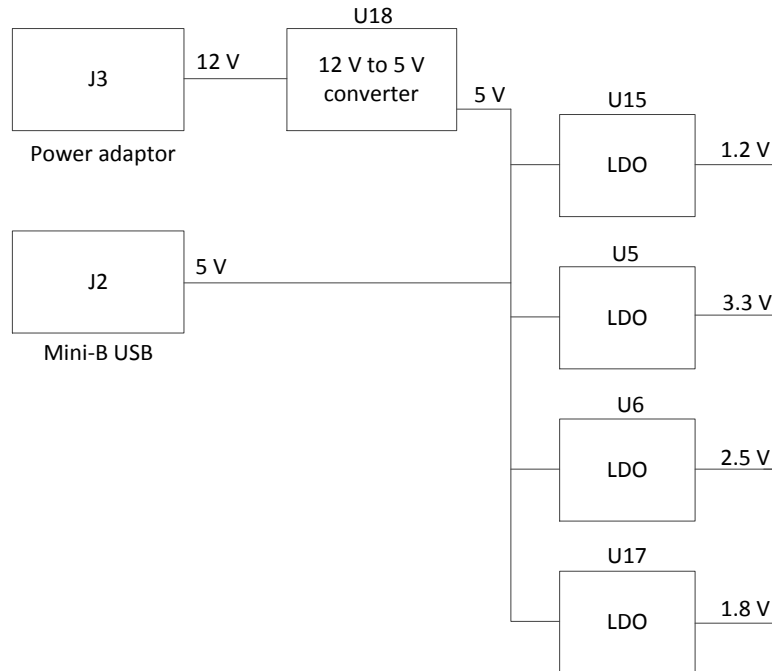 U18
J3
12 V
12 V to 5 V
converter
5 V
Power adaptor
U15
LDO
1.2 V
J2
5 V
Mini-B USB
U5
LDO
3.3 V
U6
LDO
2.5 V
U17
LDO
1.8 V